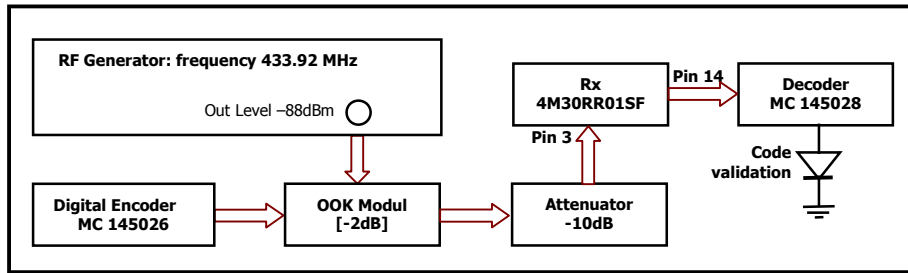 RF Generator: frequency 433.92 MHz
Out Level –88dBm
Rx
4M30RR01SF
Pin 14
Decoder
MC 145028
Pin 3
Code
validation
Digital Encoder
MC 145026
OOK Modul
[-2dB]
Attenuator
-10dB